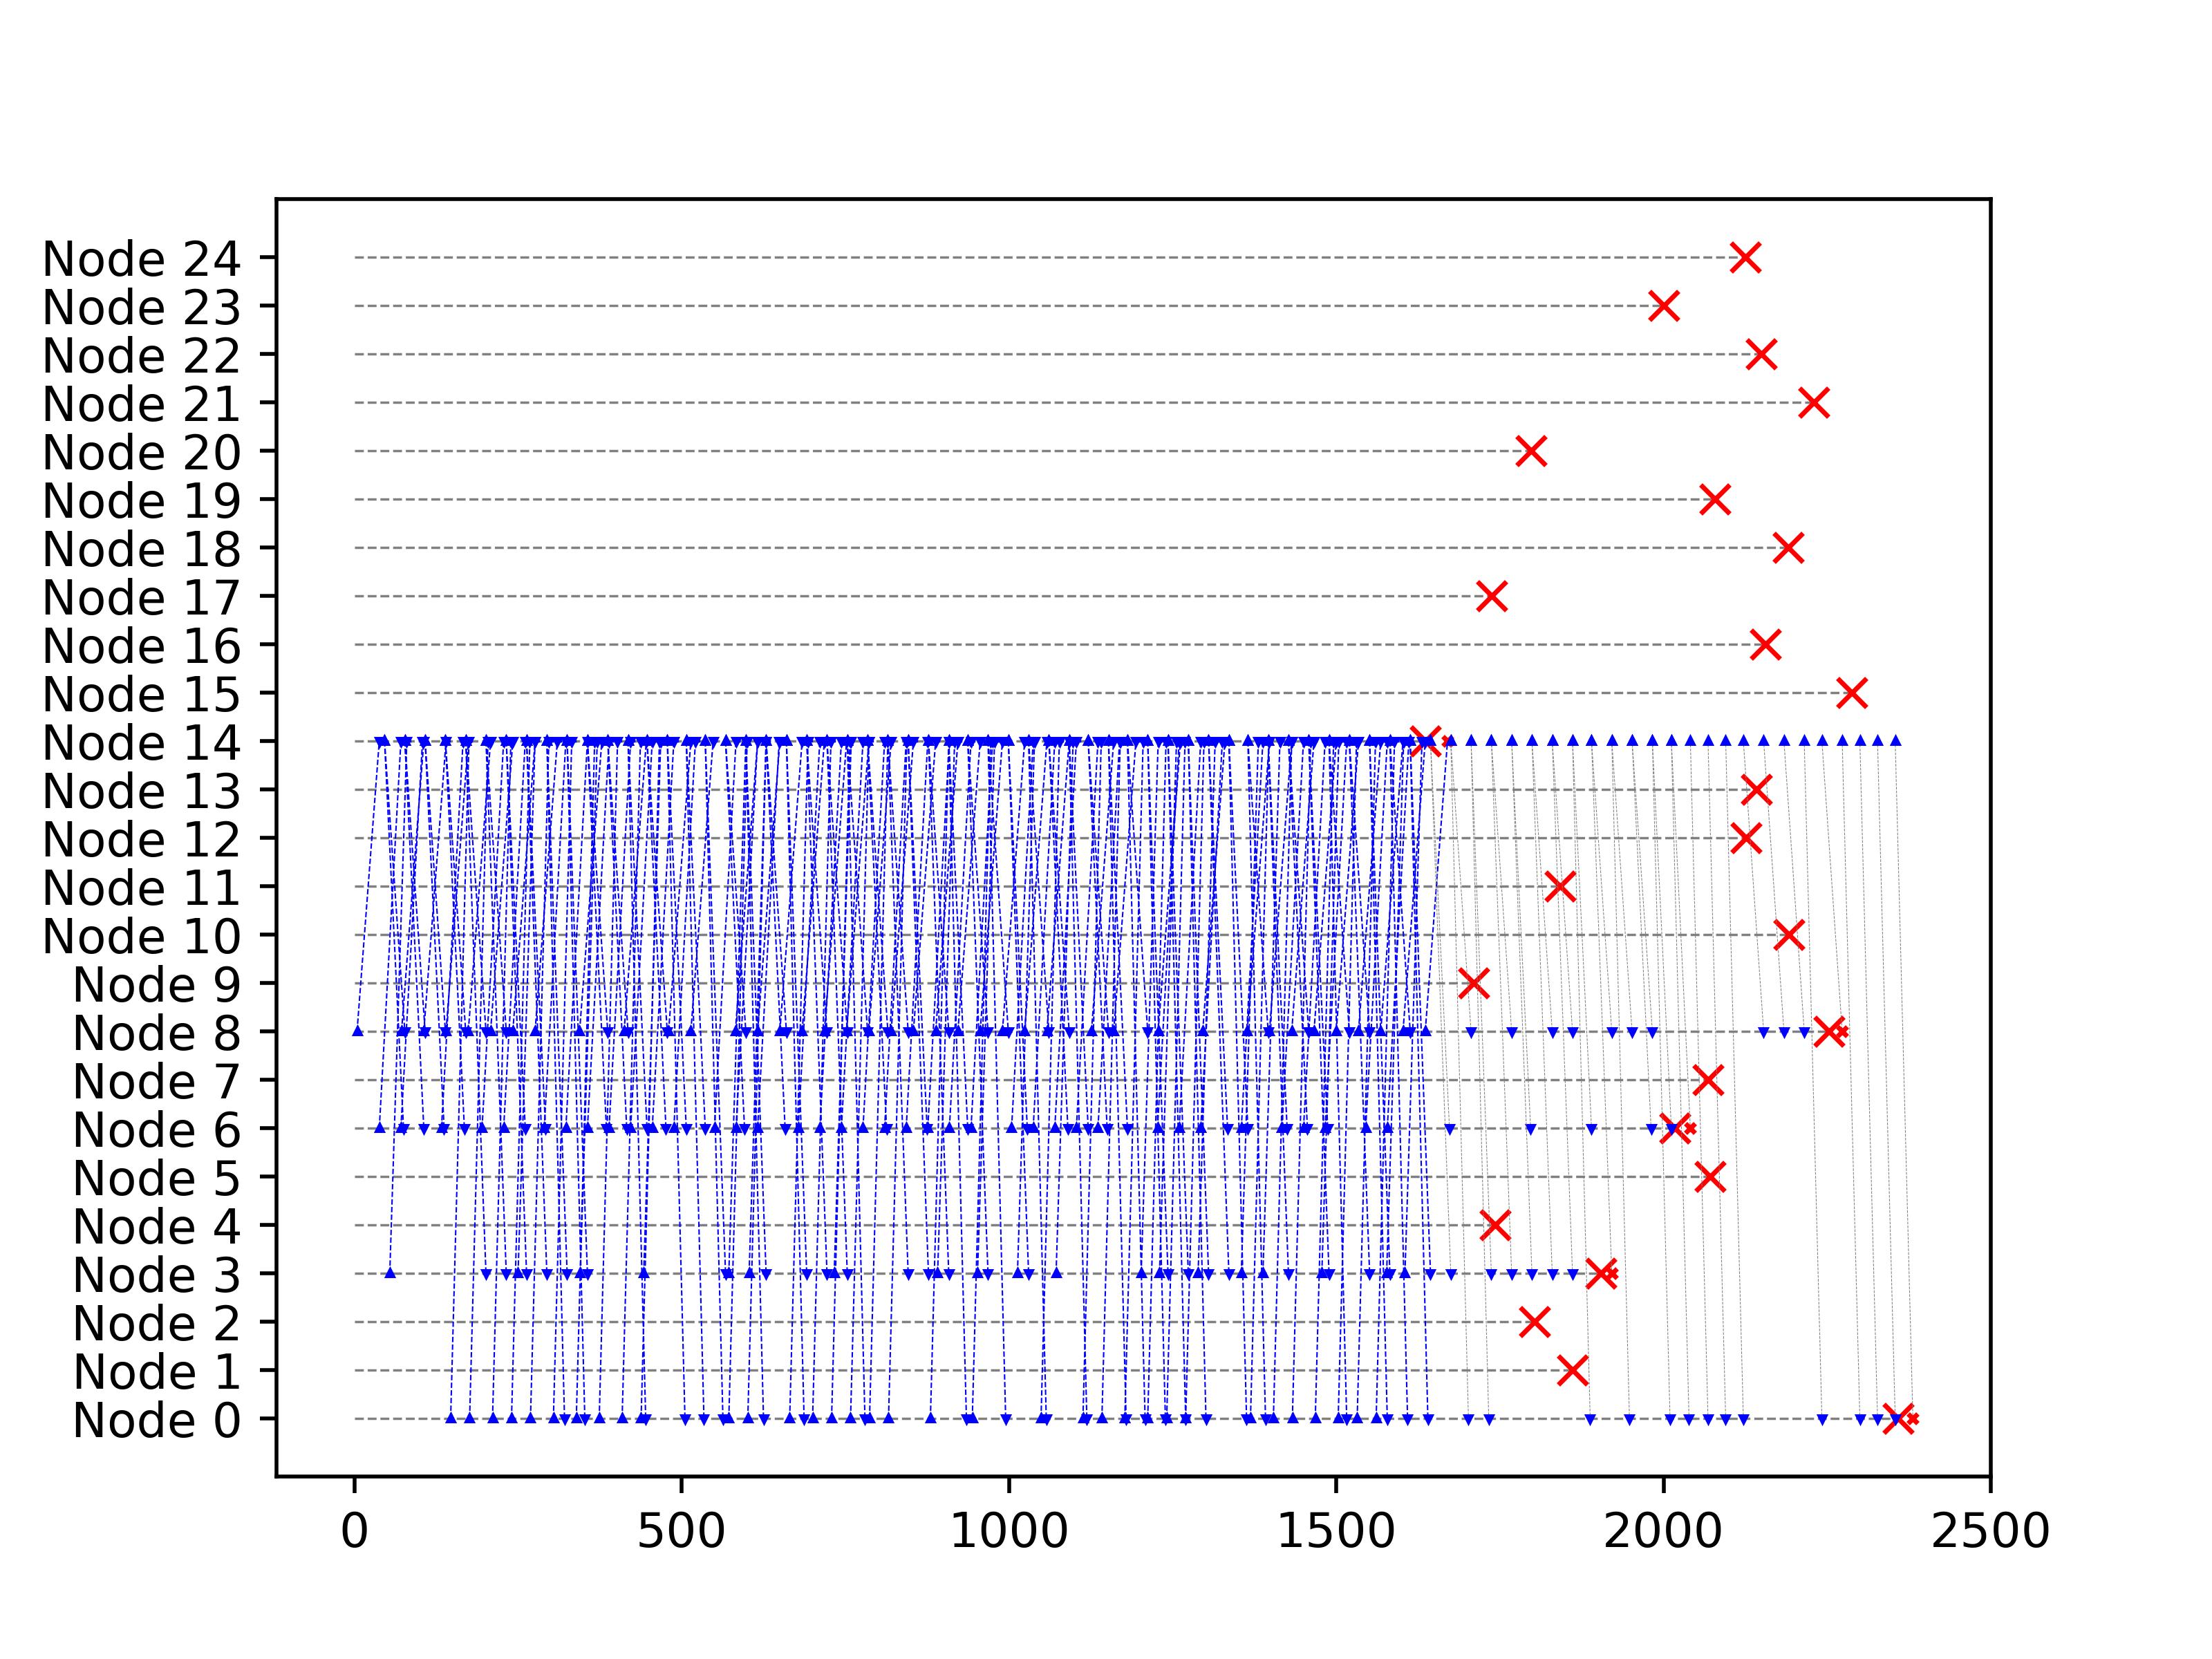 Node 24
Node 23
Node 22
Node 21
Node 20
Node 19
Node 18
Node 17
Node 16
Node 15
Node 14
Node 13
Node 12
Node 11
Node 10
Node 9
Node 8
Node 7
Node 6
Node 5
Node 4
Node 3
Node 2
Node 1
Node 0
0 500 1000 1500 2000 2500